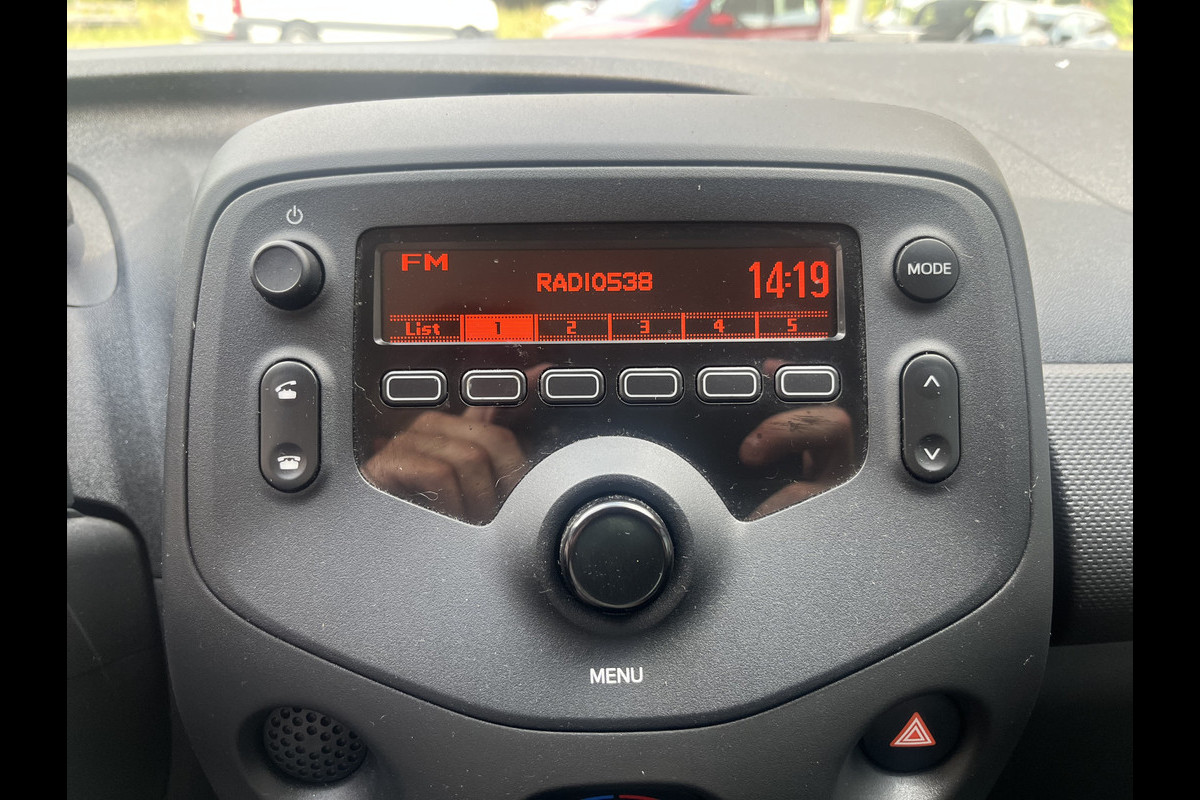 FM
RADIO538
14:19
List 1 2 3 4 5
MODE
MENU